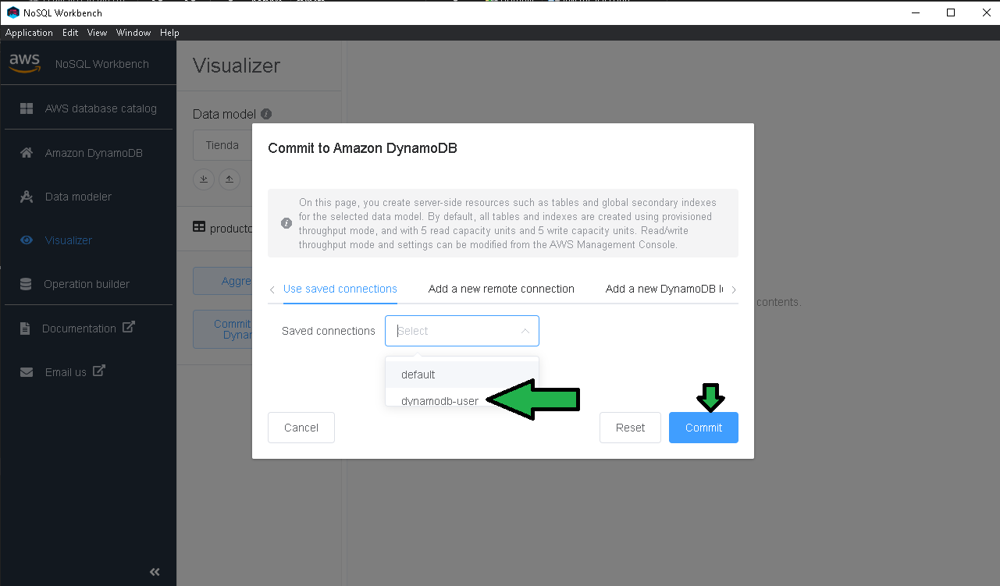 NoSQL Workbench
Application Edit View Window Help
aws NoSQL Workbench
AWS database catalog
Amazon DynamoDB
Data modeler
Visualizer
Operation builder
Documentation
Email us
Visualizer
Data model
Tienda
Commit to Amazon DynamoDB
On this page, you create server-side resources such as tables and global secondary indexes
for the selected data model. By default, all tables and indexes are created using provisioned
throughput mode, and with 5 read capacity units and 5 write capacity units. Read/write
throughput mode and settings can be modified from the AWS Management Console.
Use saved connections Add a new remote connection Add a new DynamoDB
contents.
Saved connections Select
default
dynamodb-user
Cancel Reset Commit
Commit